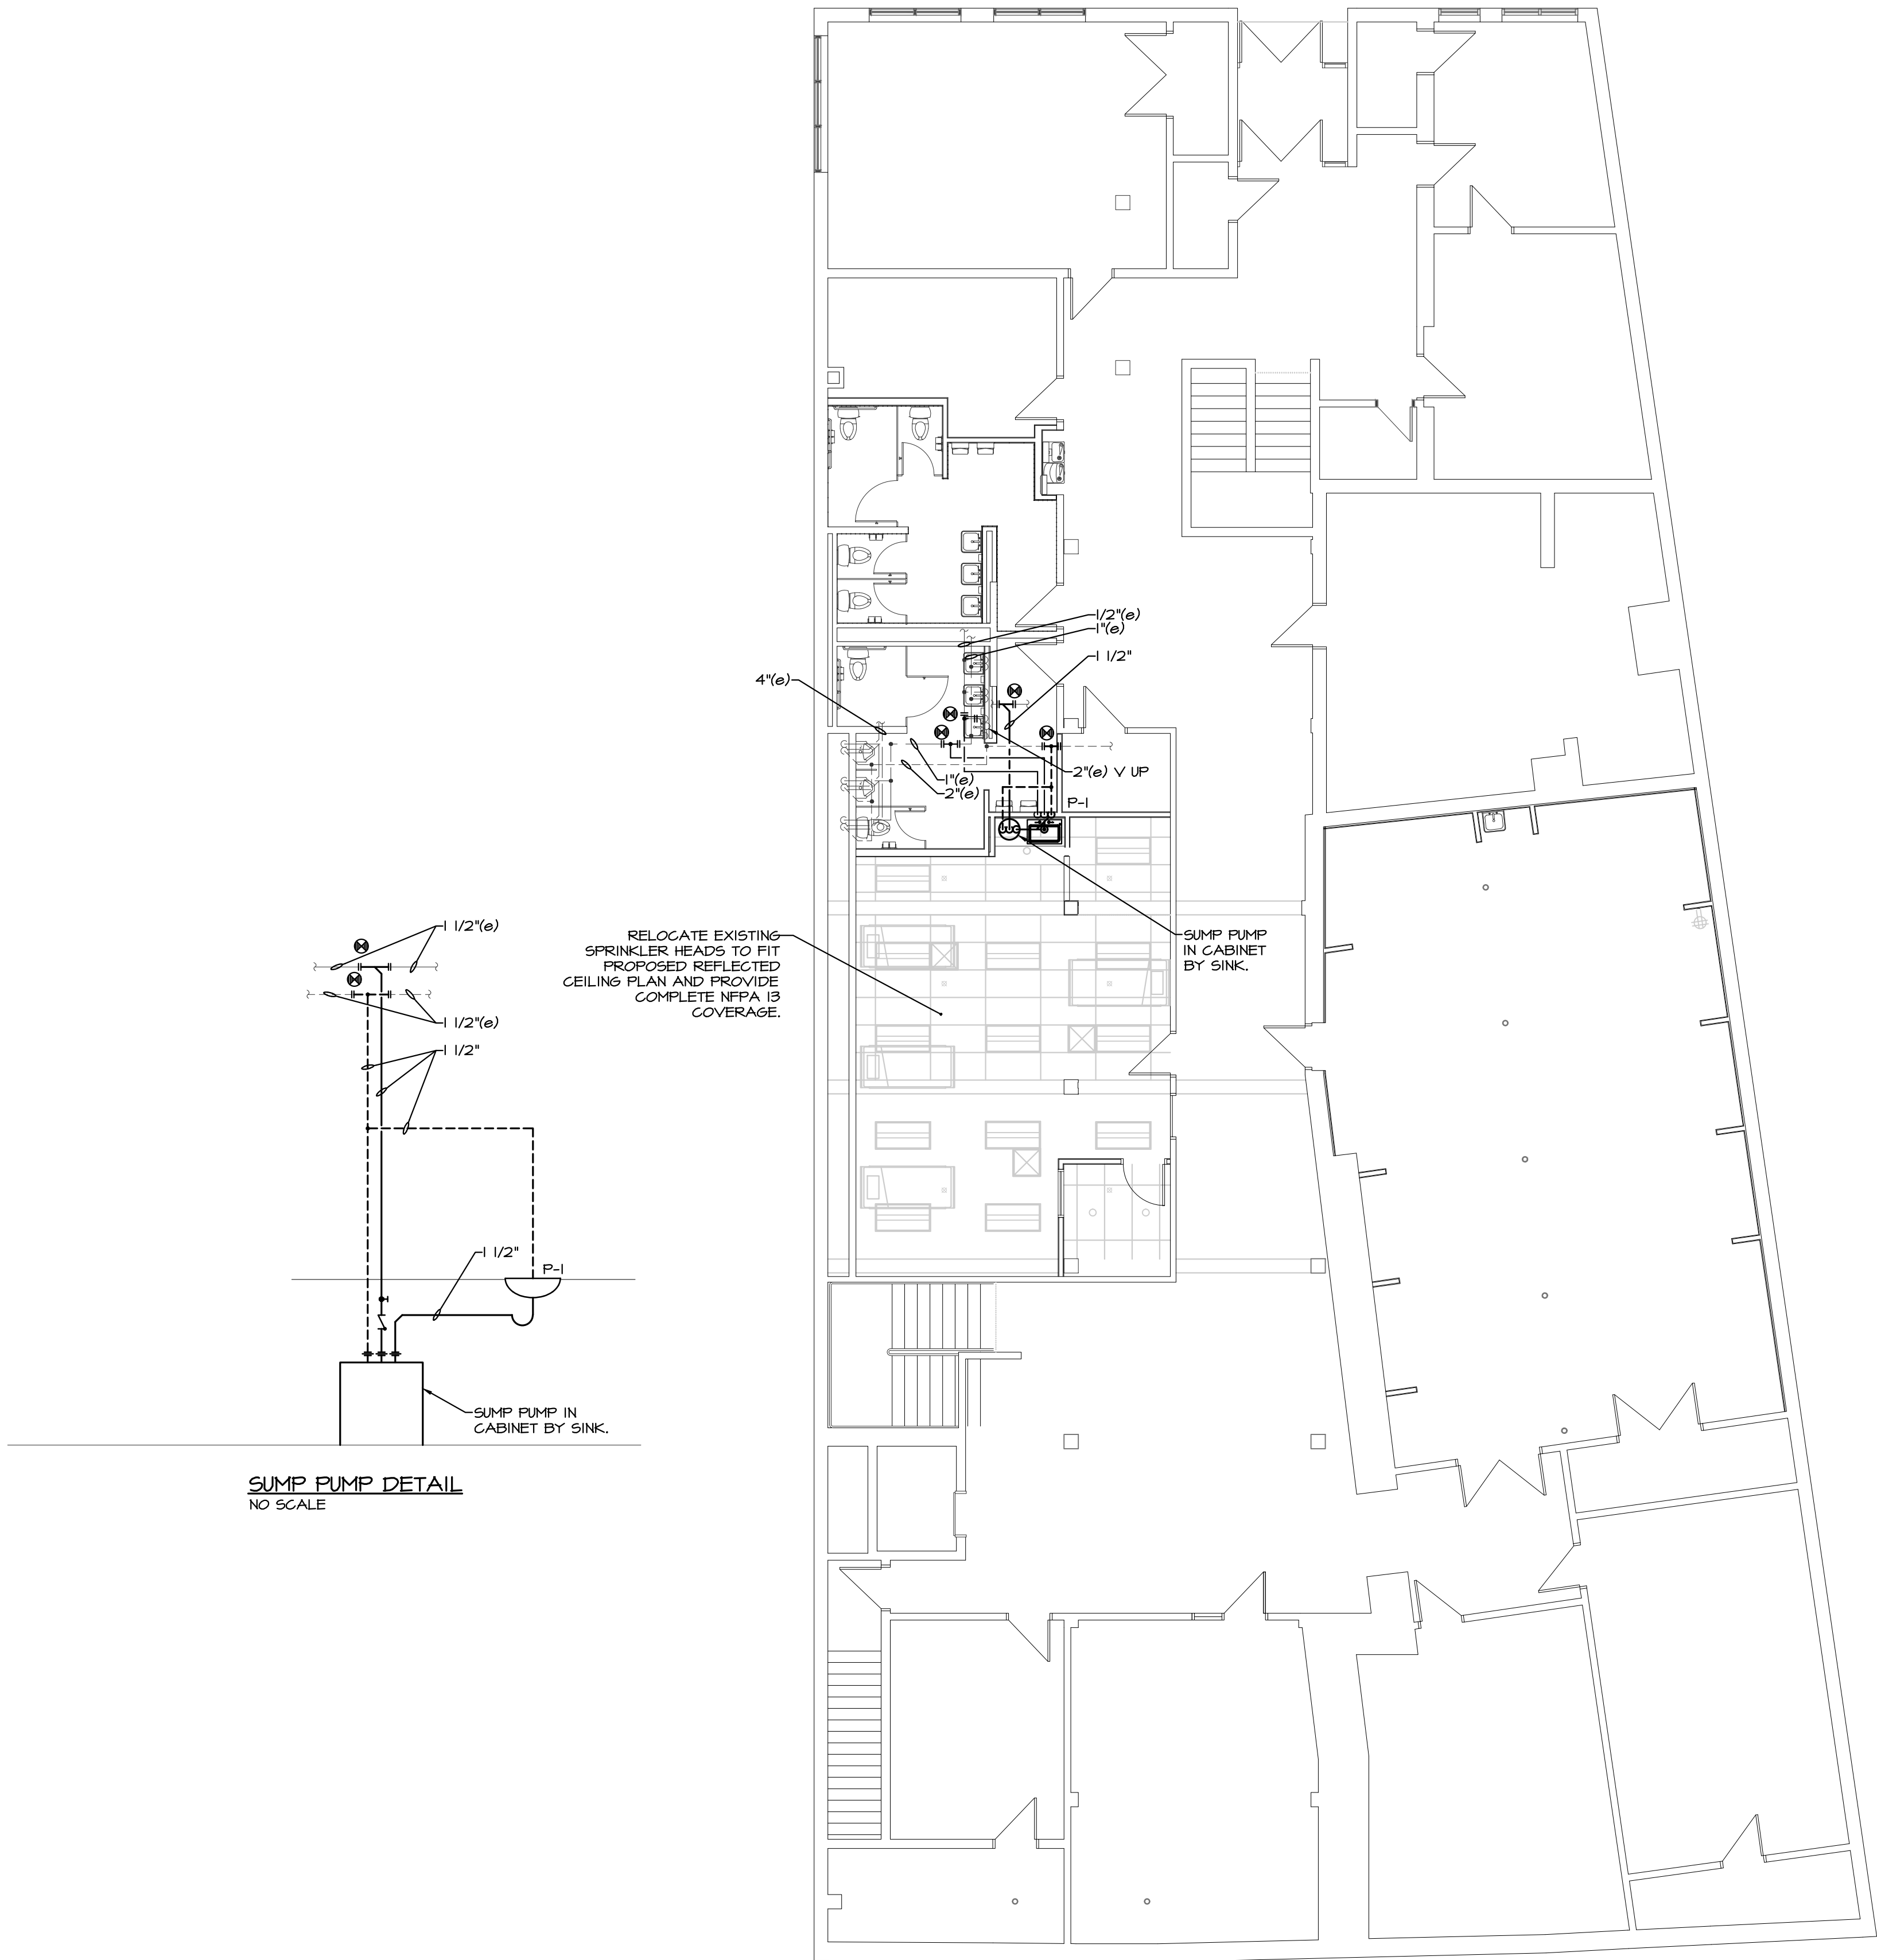 1/2"(e)
1"(e)
1 1/2"
4"(e)
2"(e) V UP
1"(e)
2"(e)
P-1
RELOCATE EXISTING
SPRINKLER HEADS TO FIT
PROPOSED REFLECTED
CEILING PLAN AND PROVIDE
COMPLETE NFPA 13
COVERAGE.
SUMP PUMP
IN CABINET
BY SINK.
1 1/2"(e)
1 1/2"(e)
1 1/2"
1 1/2"
P-1
SUMP PUMP IN
CABINET BY SINK.
SUMP PUMP DETAIL
NO SCALE